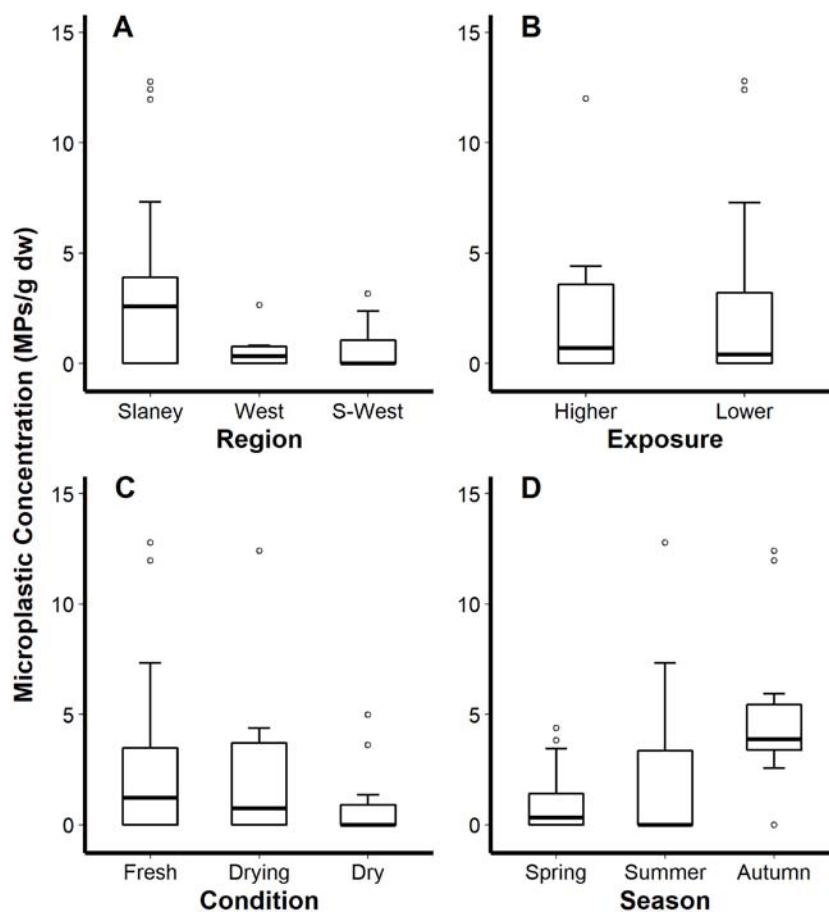 A
B
15
10
5
0
Slaney West S-West
Region
15
10
5
0
Higher Lower
Exposure
Microplastic Concentration (MPs/g dw)
C
D
15
10
5
0
Fresh Drying Dry
Condition
15
10
5
0
Spring Summer Autumn
Season